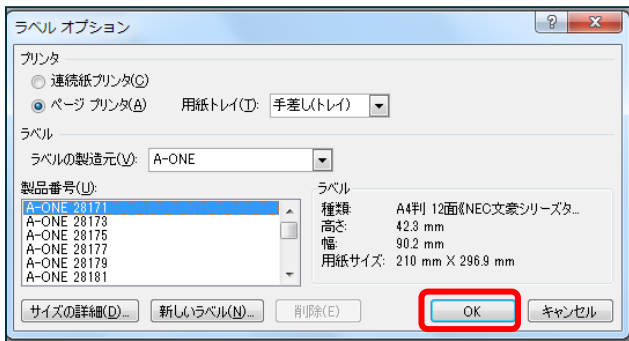 ラベル オプション
プリンタ
連続紙プリンタ(C)
ページ プリンタ(A) 用紙トレイ(T): 手差し(トレイ)
ラベル
ラベルの製造元(V): A-ONE
製品番号(U):
A-ONE 28171
A-ONE 28173
A-ONE 28175
A-ONE 28177
A-ONE 28179
A-ONE 28181
ラベル
種類: A4判 12面《NEC文豪シリーズタ...
高さ: 42.3 mm
幅: 90.2 mm
用紙サイズ: 210 mm X 296.9 mm
サイズの詳細(D)... 新しいラベル(N)... 削除(E) OK キャンセル